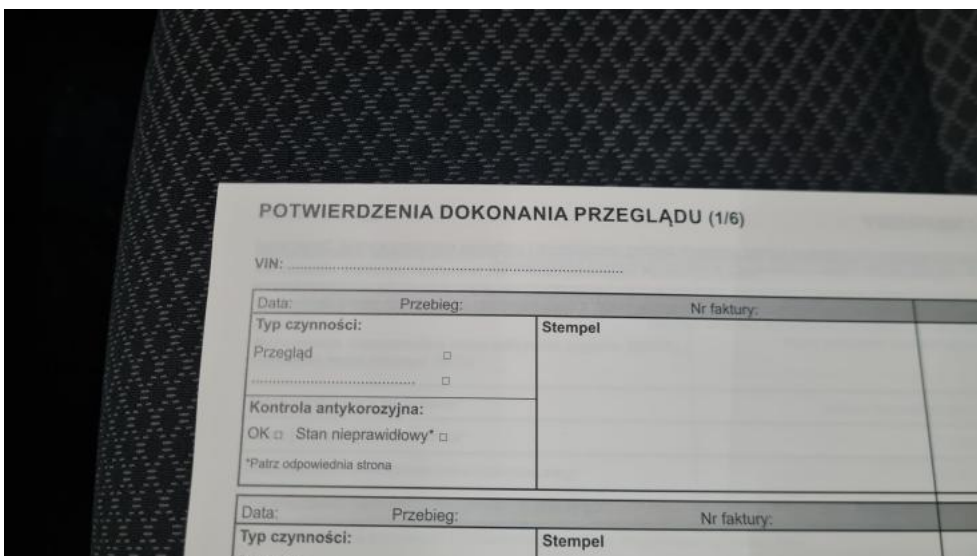 POTWIERDZENIA DOKONANIA PRZEGLĄDU (1/6)
VIN: ........................................................................................
Data: Przebieg: Nr faktury:
Typ czynności: Stempel
Przegląd □
.......................................... □
Kontrola antykorozyjna:
OK □ Stan nieprawidłowy* □
*Patrz odpowiednia strona
Data: Przebieg: Nr faktury:
Typ czynności: Stempel